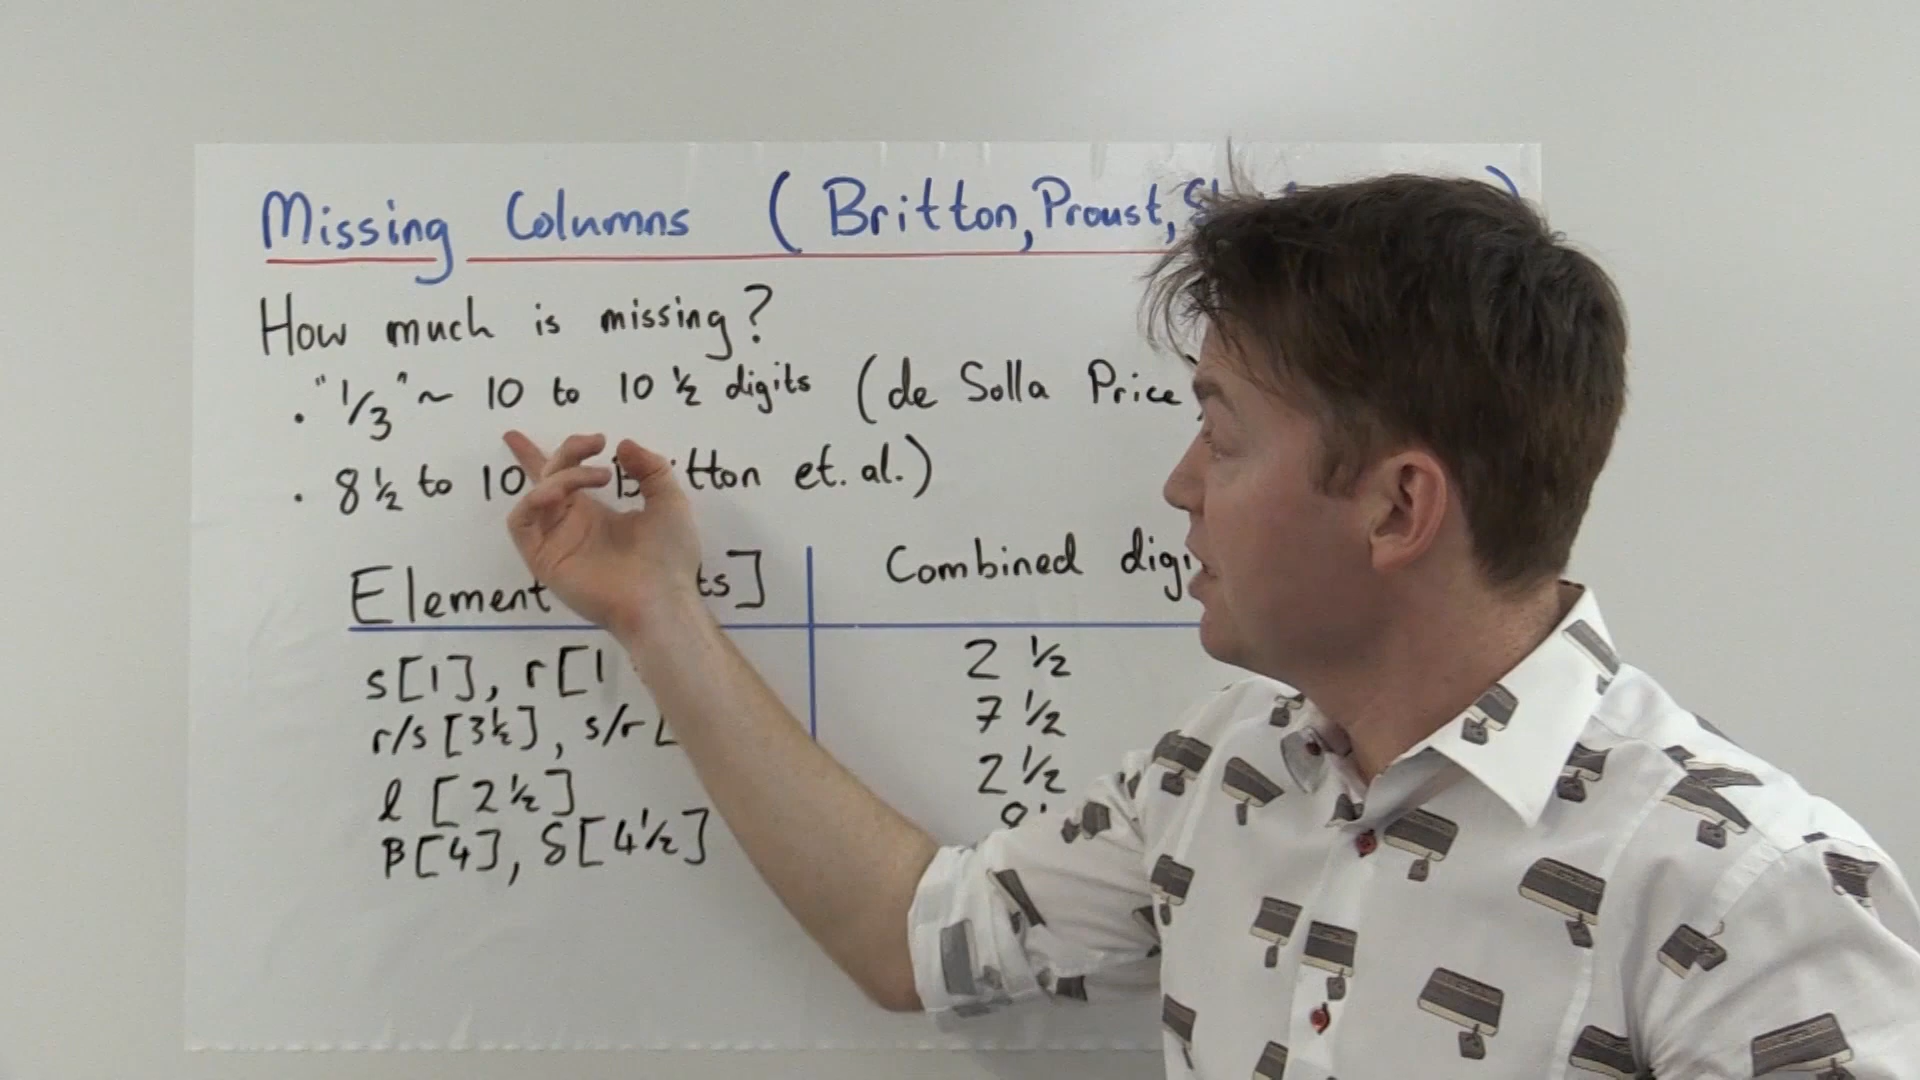 Missing Columns (Britton, Proust,
How much is missing?
• "1/3" ~ 10 to 10 ½ digits (de Solla Price
• 8 ½ to 10 Britton et. al.)
Element
Combined
s[1], r[1
r/s [3½], s/r [
l [2½]
β[4], δ[4½]
2 ½
7 ½
2 ½